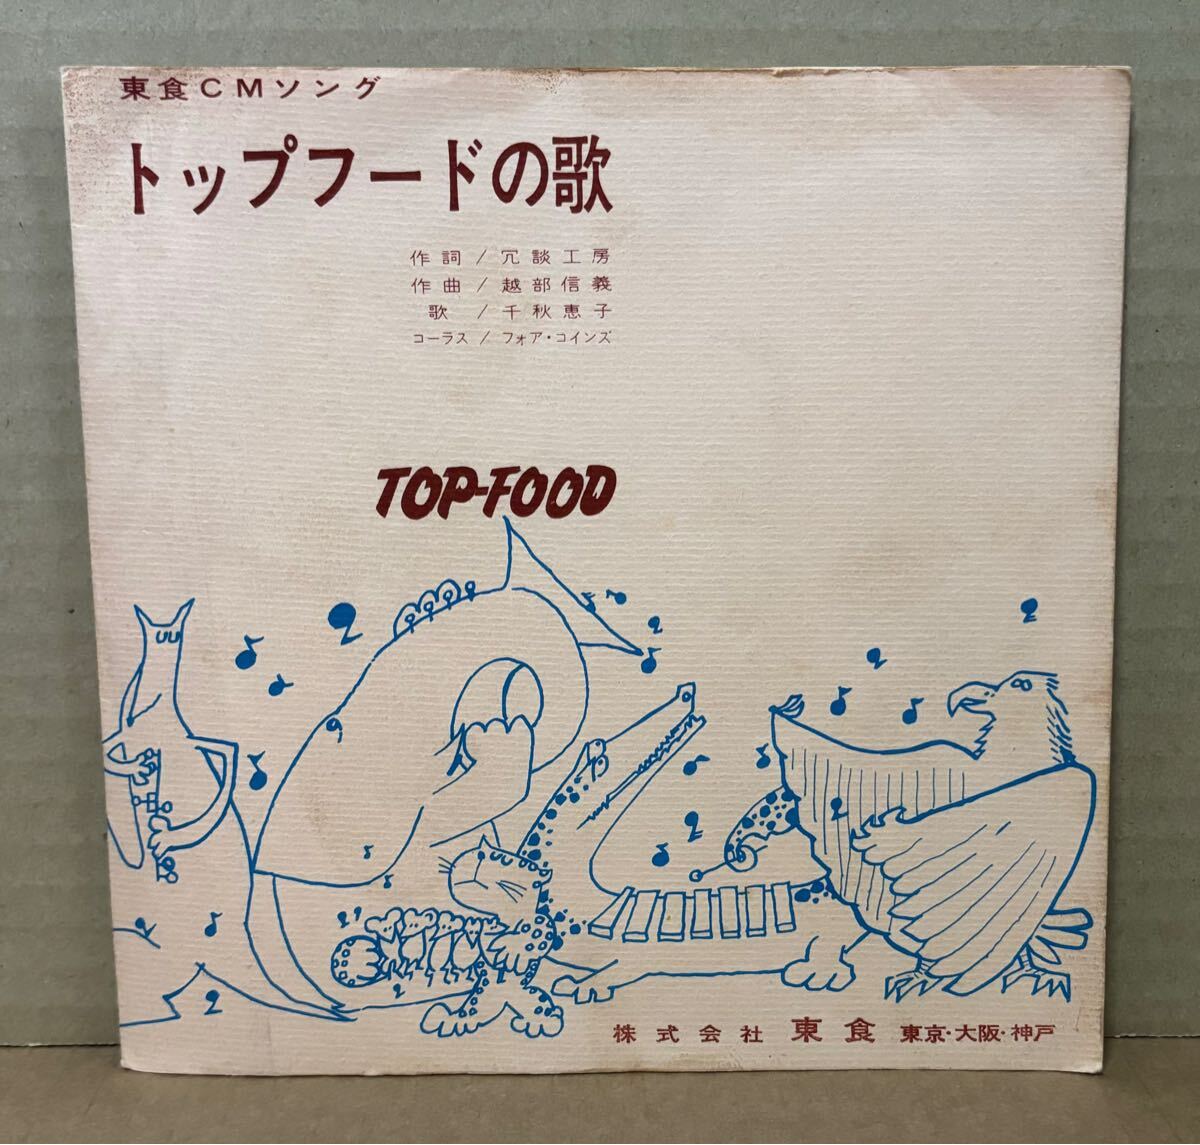 東食CMソング
トップフードの歌
作詞/冗談工房
作曲/越部信義
歌/千秋恵子
コーラス/フォア・コインズ
TOP-FOOD
株式会社 東食 東京・大阪・神戸